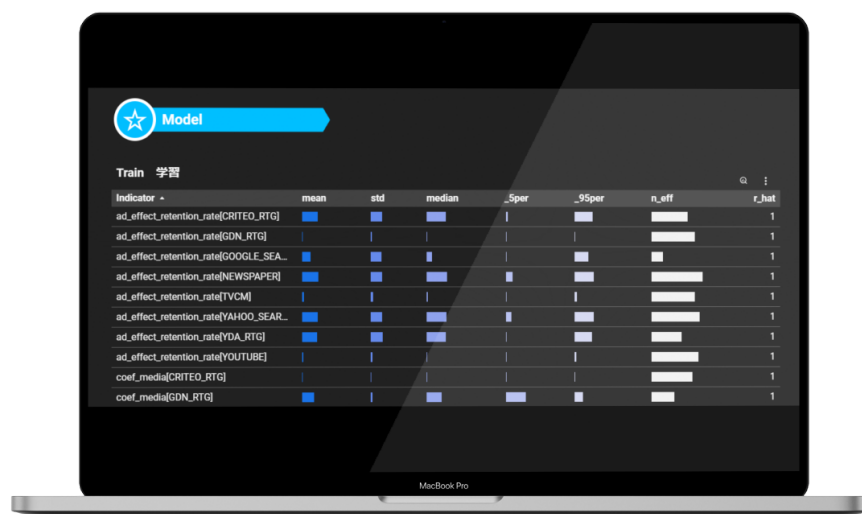 Model
Train 学習
Indicator mean std median _5per _95per n_eff r_hat
ad_effect_retention_rate[CRITEO_RTG] 1
ad_effect_retention_rate[GDN_RTG] 1
ad_effect_retention_rate[GOOGLE_SEA... 1
ad_effect_retention_rate[NEWSPAPER] 1
ad_effect_retention_rate[TVCM] 1
ad_effect_retention_rate[YAHOO_SEAR... 1
ad_effect_retention_rate[YDA_RTG] 1
ad_effect_retention_rate[YOUTUBE] 1
coef_media[CRITEO_RTG] 1
coef_media[GDN_RTG] 1
MacBook Pro